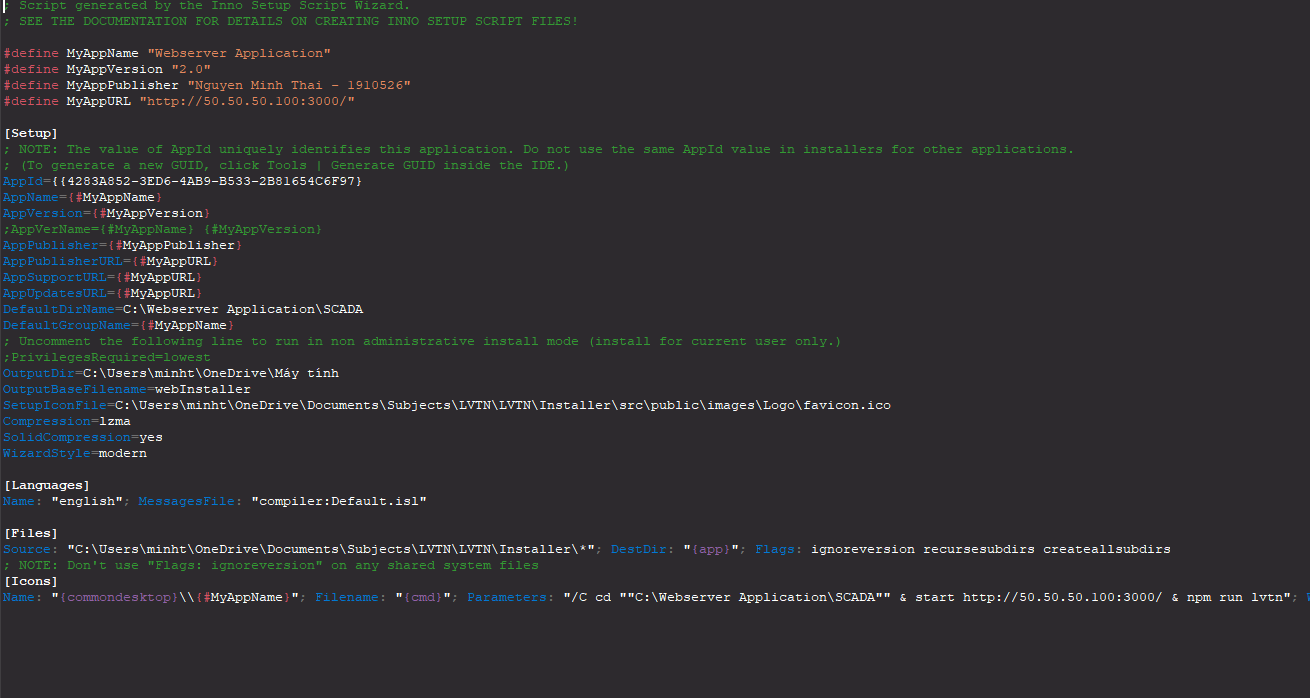 ; Script generated by the Inno Setup Script Wizard.
; SEE THE DOCUMENTATION FOR DETAILS ON CREATING INNO SETUP SCRIPT FILES!
#define MyAppName "Webserver Application"
#define MyAppVersion "2.0"
#define MyAppPublisher "Nguyen Minh Thai - 1910526"
#define MyAppURL "http://50.50.50.100:3000/"
[Setup]
; NOTE: The value of AppId uniquely identifies this application. Do not use the same AppId value in installers for other applications.
; (To generate a new GUID, click Tools | Generate GUID inside the IDE.)
AppId={{4283A852-3ED6-4AB9-B533-2B81654C6F97}
AppName={#MyAppName}
AppVersion={#MyAppVersion}
;AppVerName={#MyAppName} {#MyAppVersion}
AppPublisher={#MyAppPublisher}
AppPublisherURL={#MyAppURL}
AppSupportURL={#MyAppURL}
AppUpdatesURL={#MyAppURL}
DefaultDirName=C:\Webserver Application\SCADA
DefaultGroupName={#MyAppName}
; Uncomment the following line to run in non administrative install mode (install for current user only.)
;PrivilegesRequired=lowest
OutputDir=C:\Users\minht\OneDrive\Máy tính
OutputBaseFilename=webInstaller
SetupIconFile=C:\Users\minht\OneDrive\Documents\Subjects\LVTN\LVTN\Installer\src\public\images\Logo\favicon.ico
Compression=lzma
SolidCompression=yes
WizardStyle=modern
[Languages]
Name: "english"; MessagesFile: "compiler:Default.isl"
[Files]
Source: "C:\Users\minht\OneDrive\Documents\Subjects\LVTN\LVTN\Installer\*"; DestDir: "{app}"; Flags: ignoreversion recursesubdirs createallsubdirs
; NOTE: Don't use "Flags: ignoreversion" on any shared system files
[Icons]
Name: "{commondesktop}\\{#MyAppName}"; Filename: "{cmd}"; Parameters: "/C cd ""C:\Webserver Application\SCADA"" & start http://50.50.50.100:3000/ & npm run lvtn";